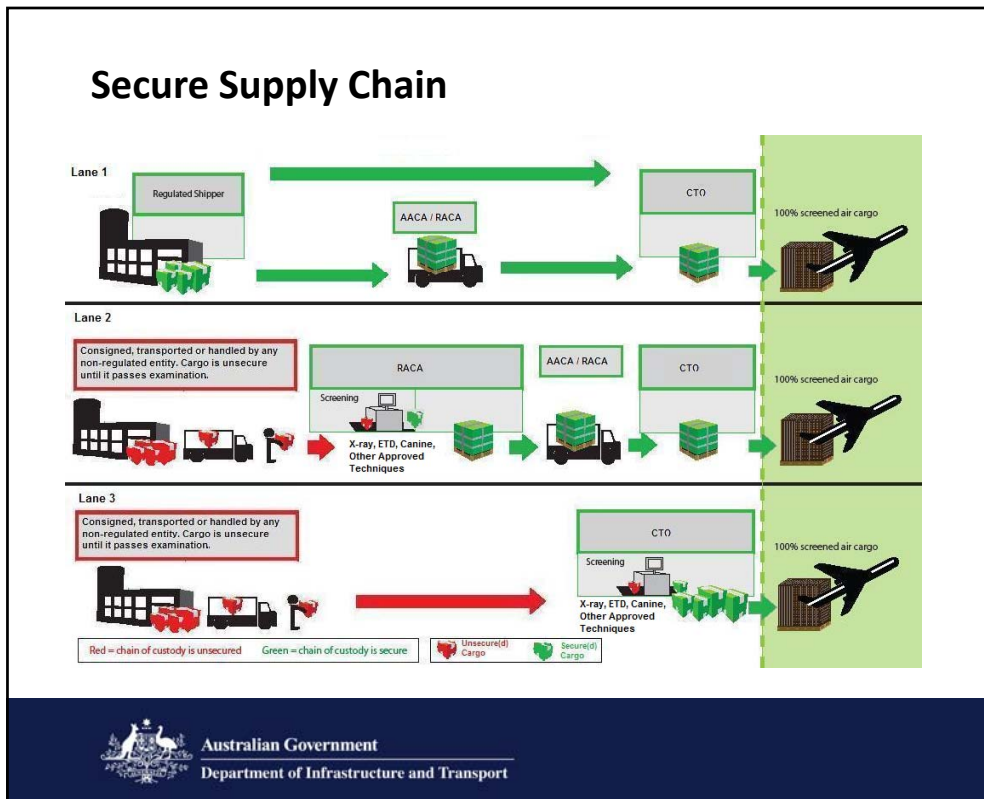 Secure Supply Chain
Lane 1
Regulated Shipper
AACA / RACA
CTO
100% screened air cargo
Lane 2
Consigned, transported or handled by any
non-regulated entity. Cargo is unsecure
until it passes examination.
RACA
Screening
X-ray, ETD, Canine,
Other Approved
Techniques
AACA / RACA
CTO
100% screened air cargo
Lane 3
Consigned, transported or handled by any
non-regulated entity. Cargo is unsecure
until it passes examination.
CTO
Screening
X-ray, ETD, Canine,
Other Approved
Techniques
100% screened air cargo
Red = chain of custody is unsecured Green = chain of custody is secure
Unsecure(d)
Cargo
Secure(d)
Cargo
Australian Government
Department of Infrastructure and Transport